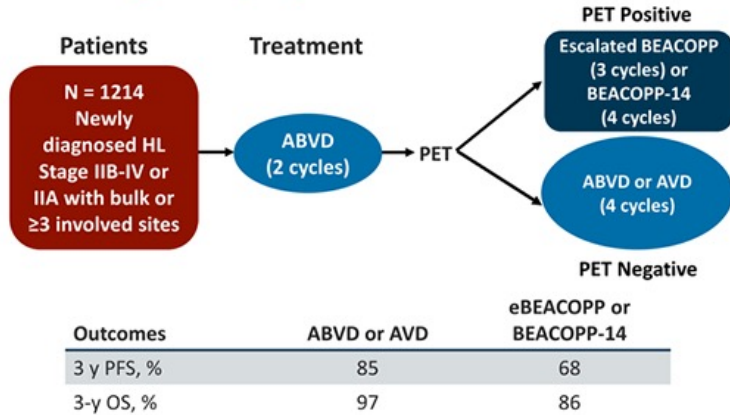 Patients
Treatment
N = 1214
Newly
diagnosed HL
Stage IIB-IV or
IIA with bulk or
≥3 involved sites
ABVD
(2 cycles)
PET
PET Positive
Escalated BEACOPP
(3 cycles) or
BEACOPP-14
(4 cycles)
ABVD or AVD
(4 cycles)
PET Negative
Outcomes ABVD or AVD eBEACOPP or
BEACOPP-14
3 y PFS, % 85 68
3-y OS, % 97 86